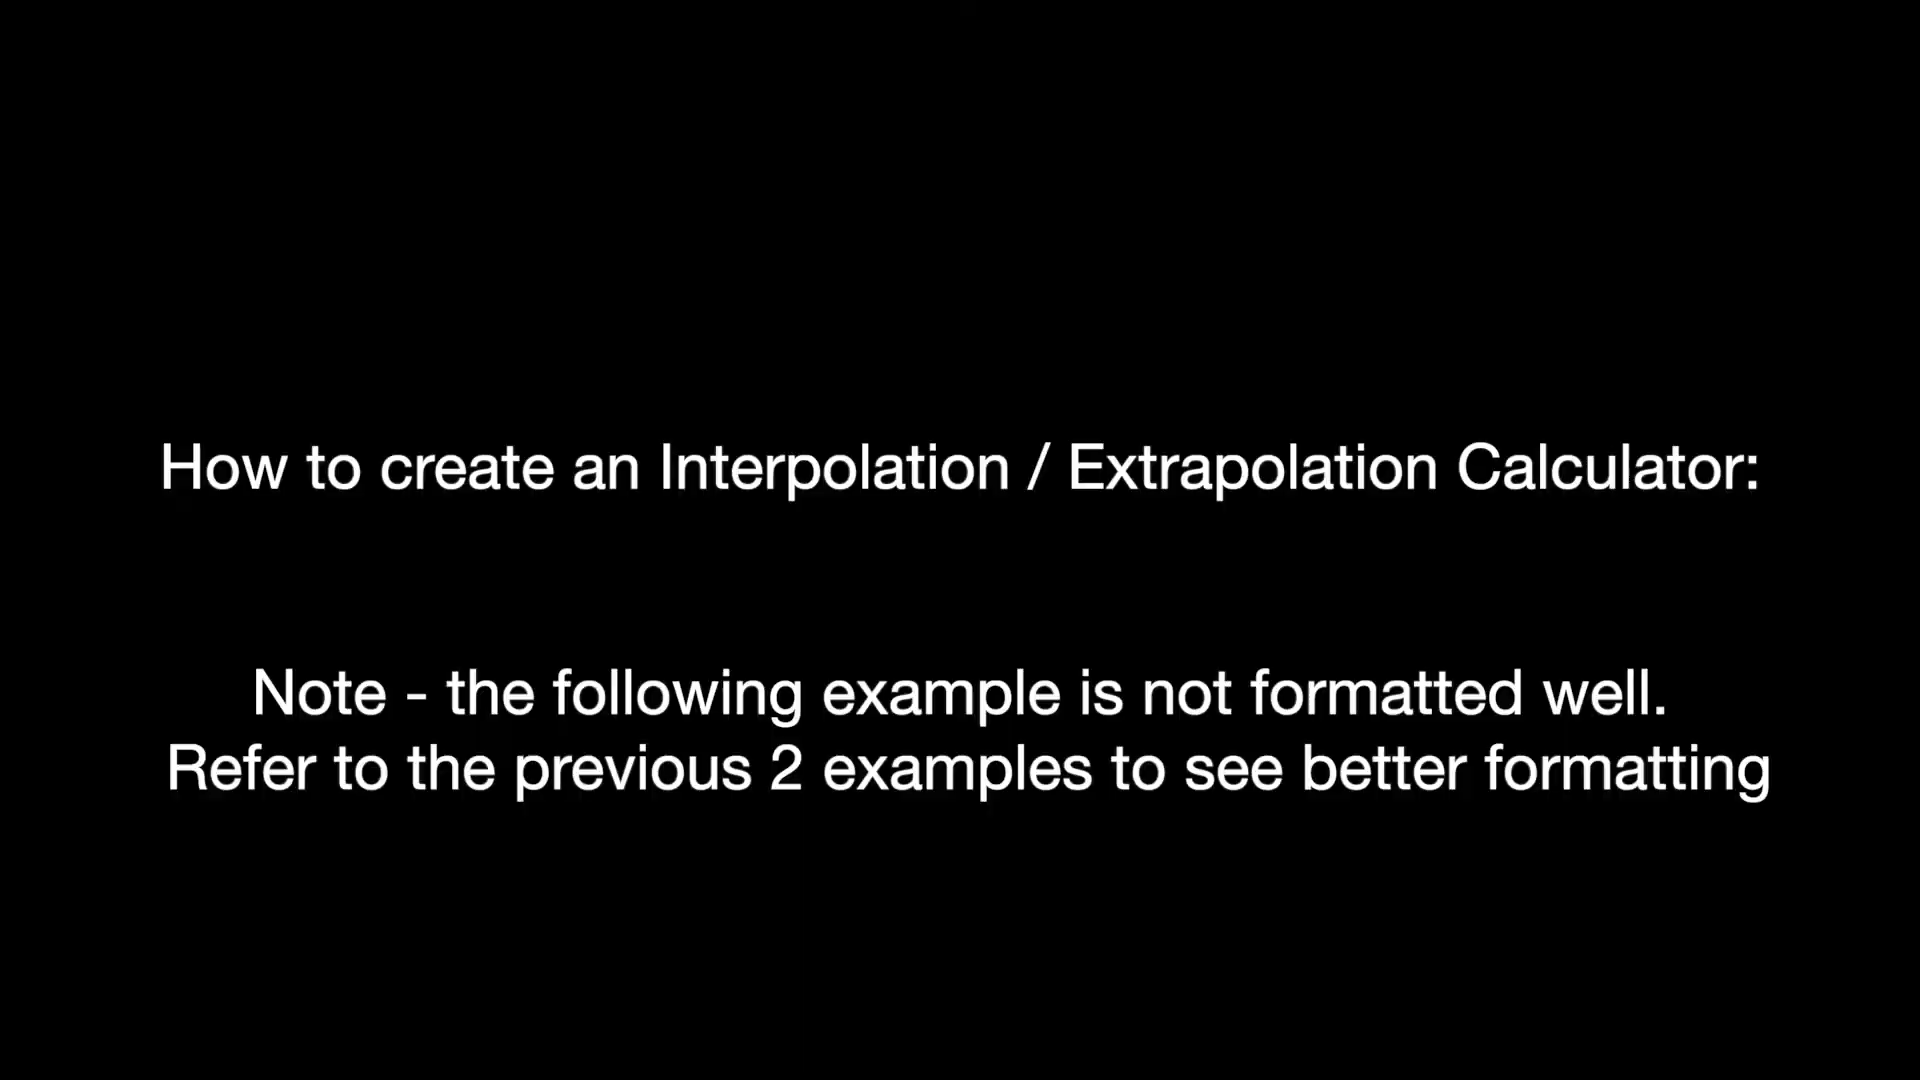 How to create an Interpolation / Extrapolation Calculator:
Note - the following example is not formatted well.
Refer to the previous 2 examples to see better formatting